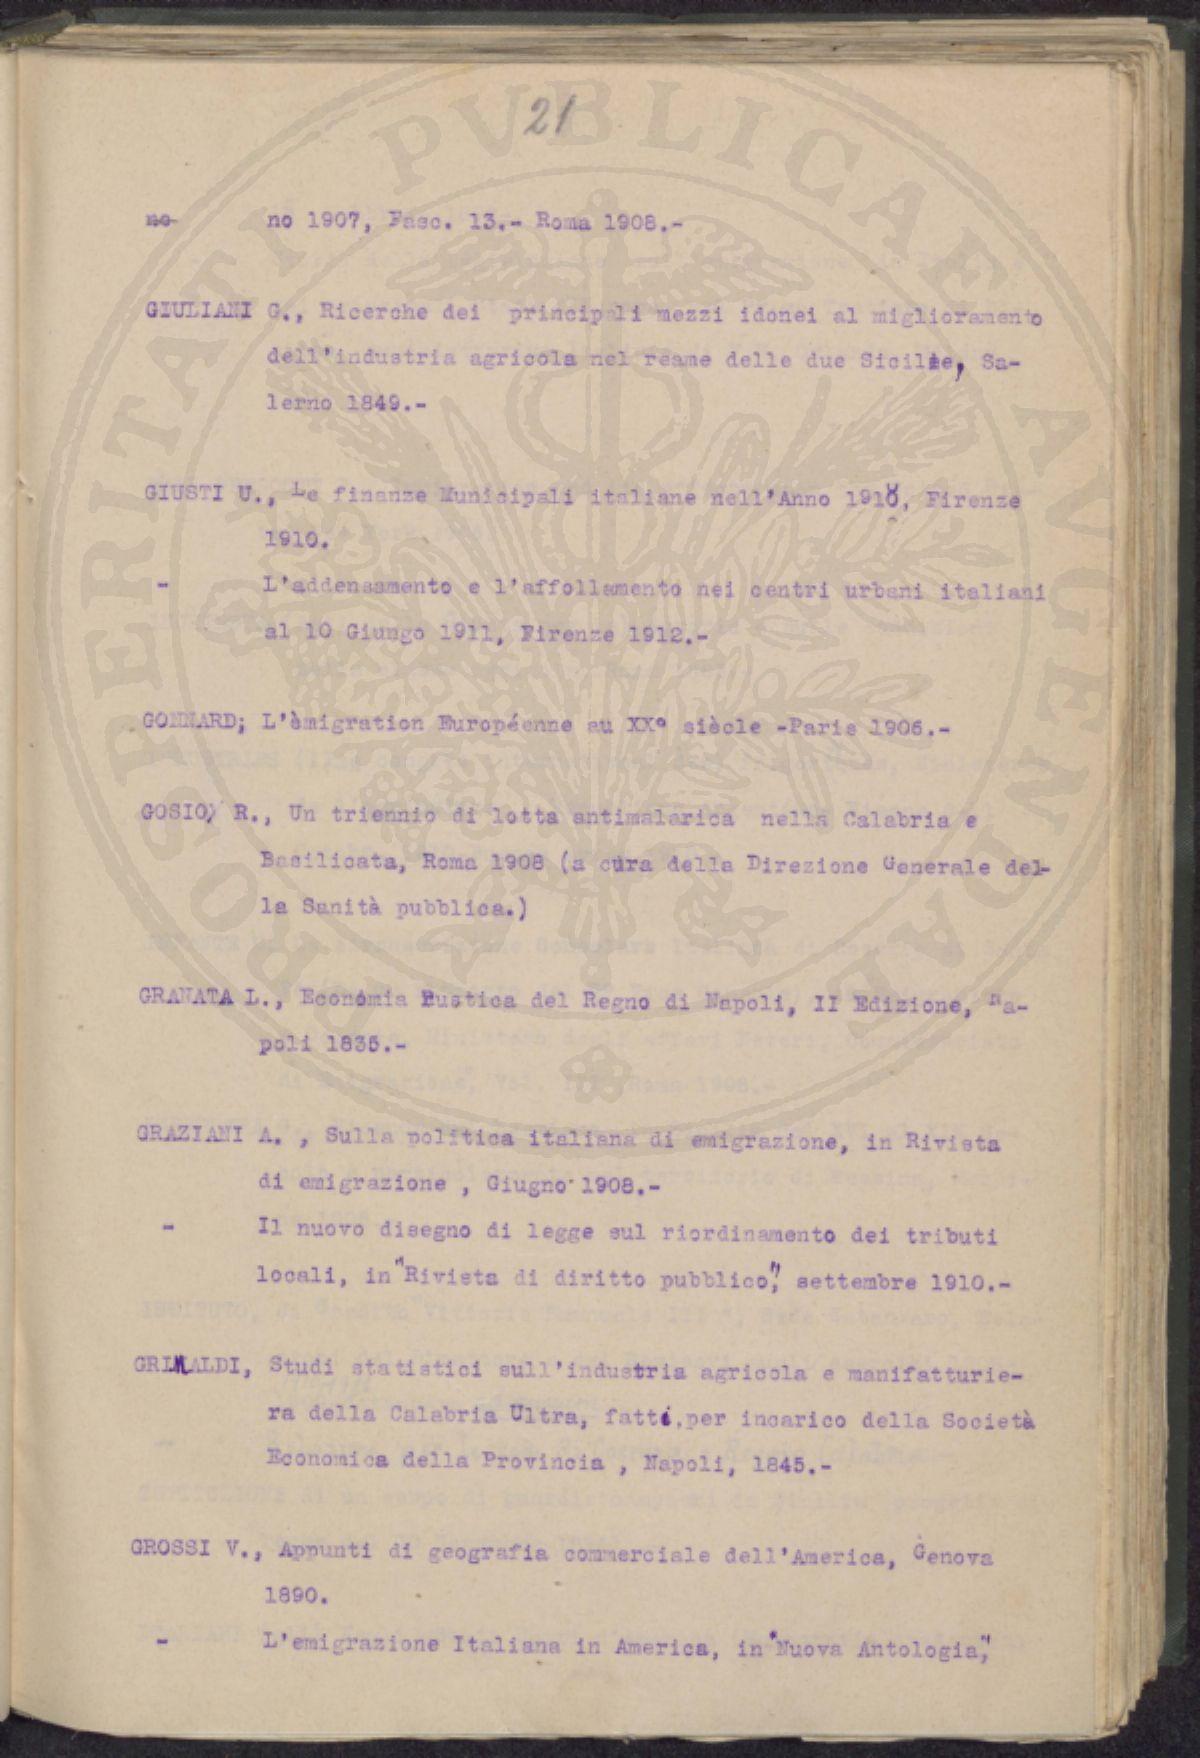 21
no no 1907, Fasc. 13.- Roma 1908.-
GIULIANI G., Ricerche dei principali mezzi idonei al miglioramento
dell'industria agricola nel reame delle due Sicilie, Sa-
lerno 1849.-
GIUSTI U., Le finanze Municipali italiane nell'Anno 1910, Firenze
1910.
- L'addensamento e l'affollamento nei centri urbani italiani
al 10 Giungo 1911, Firenze 1912.-
GONNARD; L'èmigration Européenne au XX° siècle -Paris 1906.-
GOSIO, R., Un triennio di lotta antimalarica nella Calabria e
Basilicata, Roma 1908 (a cura della Direzione Generale del-
la Sanità pubblica.)
GRANATA L., Economia Rustica del Regno di Napoli, II Edizione, Na-
poli 1835.-
GRAZIANI A. , Sulla politica italiana di emigrazione, in Rivista
di emigrazione , Giugno 1908.-
- Il nuovo disegno di legge sul riordinamento dei tributi
locali, in "Rivista di diritto pubblico", settembre 1910.-
GRIMALDI, Studi statistici sull'industria agricola e manifatturie-
ra della Calabria Ultra, fatti, per incarico della Società
Economica della Provincia , Napoli, 1845.-
GROSSI V., Appunti di geografia commerciale dell'America, Genova
1890.
- L'emigrazione Italiana in America, in "Nuova Antologia",
PROSPERITATI PUBLICAE AVGENDAE